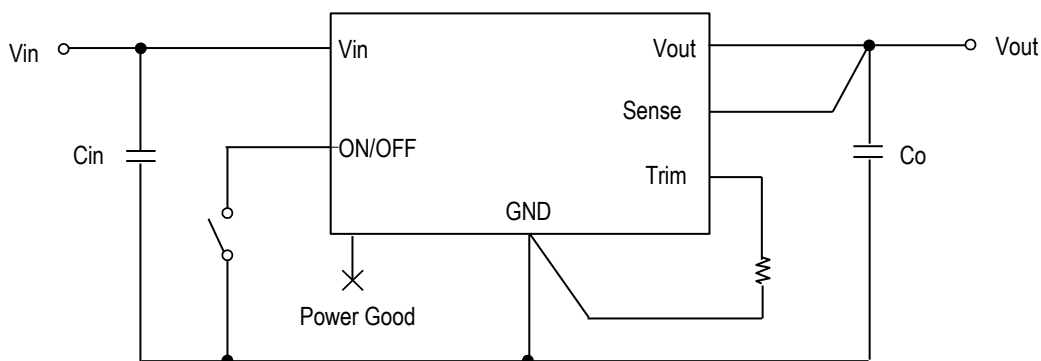 Vin
Vin
Vout
Vout
Sense
Cin
ON/OFF
Co
Trim
GND
Power Good